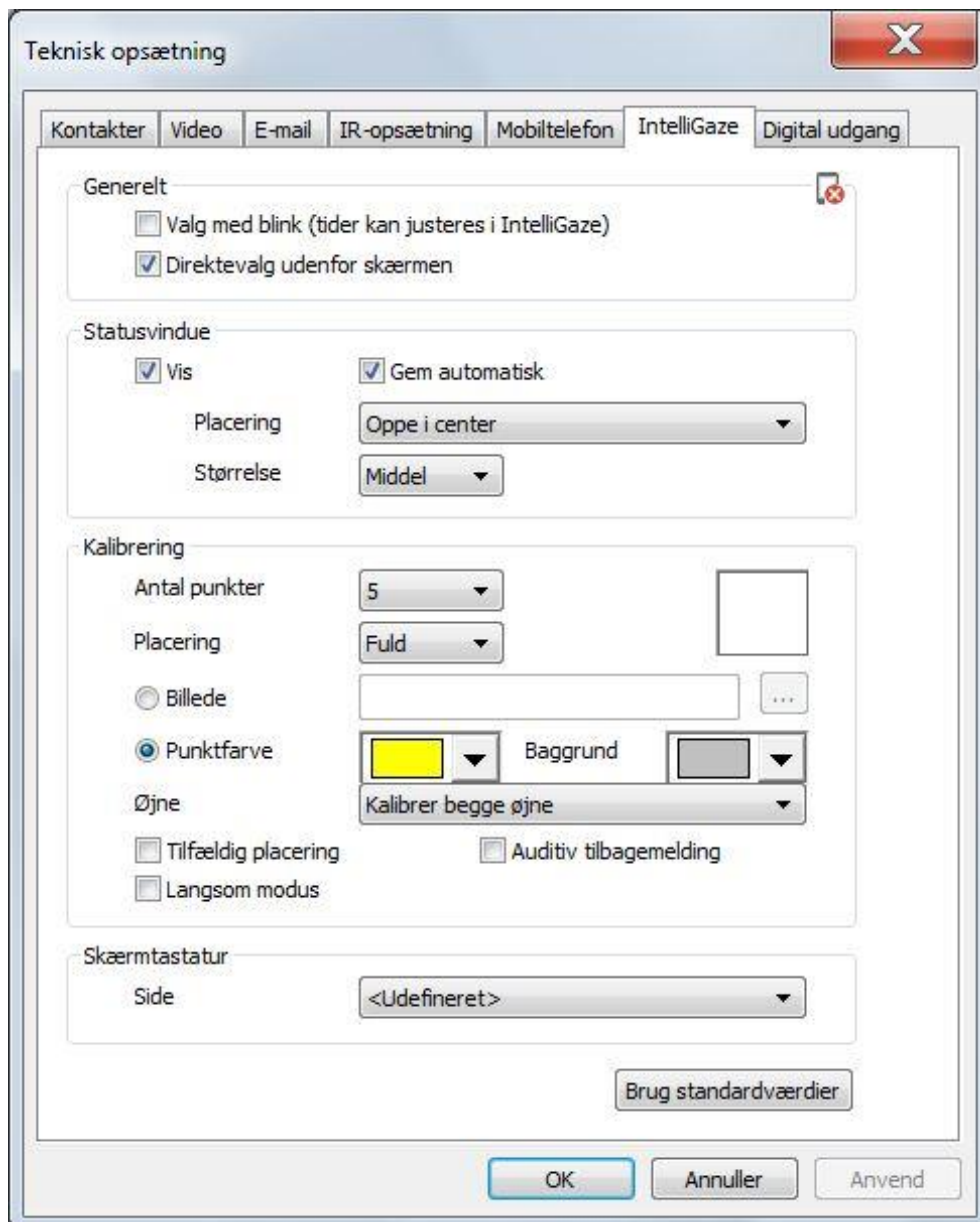 Teknisk opsætning
Kontakter Video E-mail IR-opsætning Mobiltelefon IntelliGaze Digital udgang
Generelt
Valg med blink (tider kan justeres i IntelliGaze)
Direktevalg udenfor skærmen
Statusvindue
Vis Gem automatisk
Placering Oppe i center
Størrelse Middel
Kalibrering
Antal punkter 5
Placering Fuld
Billede ...
Punktfarve Baggrund
Øjne Kalibrer begge øjne
Tilfældig placering Auditiv tilbagemelding
Langsom modus
Skærmtastatur
Side <Udefineret>
Brug standardværdier
OK Annuller Anvend